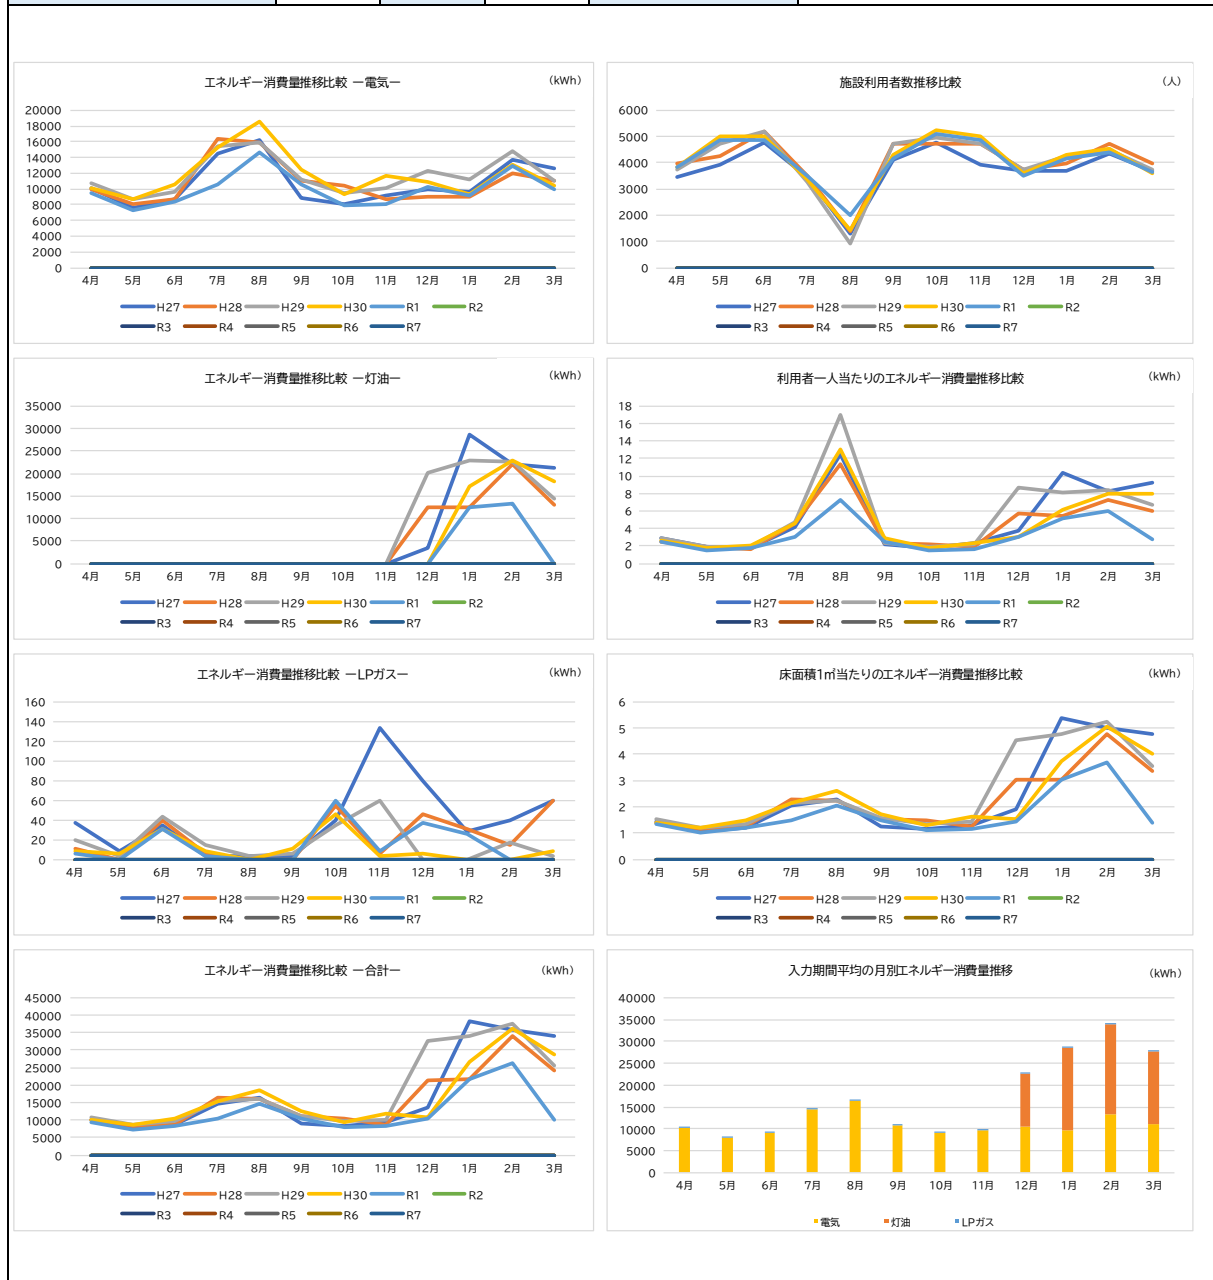 エネルギー消費量推移比較 ー電気ー
(kWh)
20000
18000
16000
14000
12000
10000
8000
6000
4000
2000
0
4月 5月 6月 7月 8月 9月 10月 11月 12月 1月 2月 3月
H27 H28 H29 H30 R1 R2
R3 R4 R5 R6 R7
施設利用者数推移比較
(人)
6000
5000
4000
3000
2000
1000
0
4月 5月 6月 7月 8月 9月 10月 11月 12月 1月 2月 3月
H27 H28 H29 H30 R1 R2
R3 R4 R5 R6 R7
エネルギー消費量推移比較 ー灯油ー
(kWh)
35000
30000
25000
20000
15000
10000
5000
0
4月 5月 6月 7月 8月 9月 10月 11月 12月 1月 2月 3月
H27 H28 H29 H30 R1 R2
R3 R4 R5 R6 R7
利用者一人当たりのエネルギー消費量推移比較
(kWh)
18
16
14
12
10
8
6
4
2
0
4月 5月 6月 7月 8月 9月 10月 11月 12月 1月 2月 3月
H27 H28 H29 H30 R1 R2
R3 R4 R5 R6 R7
エネルギー消費量推移比較 ーLPガスー
(kWh)
160
140
120
100
80
60
40
20
0
4月 5月 6月 7月 8月 9月 10月 11月 12月 1月 2月 3月
H27 H28 H29 H30 R1 R2
R3 R4 R5 R6 R7
床面積1㎡当たりのエネルギー消費量推移比較
(kWh)
6
5
4
3
2
1
0
4月 5月 6月 7月 8月 9月 10月 11月 12月 1月 2月 3月
H27 H28 H29 H30 R1 R2
R3 R4 R5 R6 R7
エネルギー消費量推移比較 ー合計ー
(kWh)
45000
40000
35000
30000
25000
20000
15000
10000
5000
0
4月 5月 6月 7月 8月 9月 10月 11月 12月 1月 2月 3月
H27 H28 H29 H30 R1 R2
R3 R4 R5 R6 R7
入力期間平均の月別エネルギー消費量推移
(kWh)
40000
35000
30000
25000
20000
15000
10000
5000
0
4月 5月 6月 7月 8月 9月 10月 11月 12月 1月 2月 3月
電気 灯油 LPガス